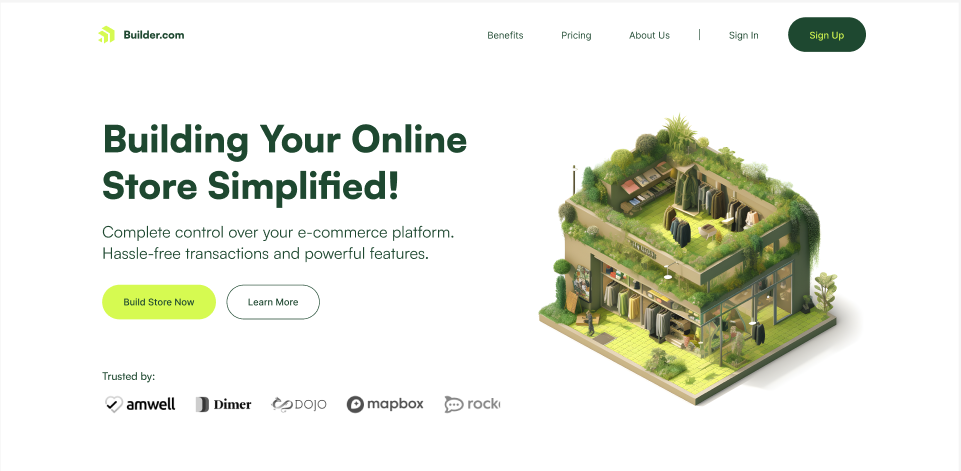 Builder.com
Benefits
Pricing
About Us
Sign In
Sign Up
Building Your Online
Store Simplified!
Complete control over your e-commerce platform.
Hassle-free transactions and powerful features.
Build Store Now
Learn More
Trusted by:
amwell
Dimer
DOJO
mapbox
rock